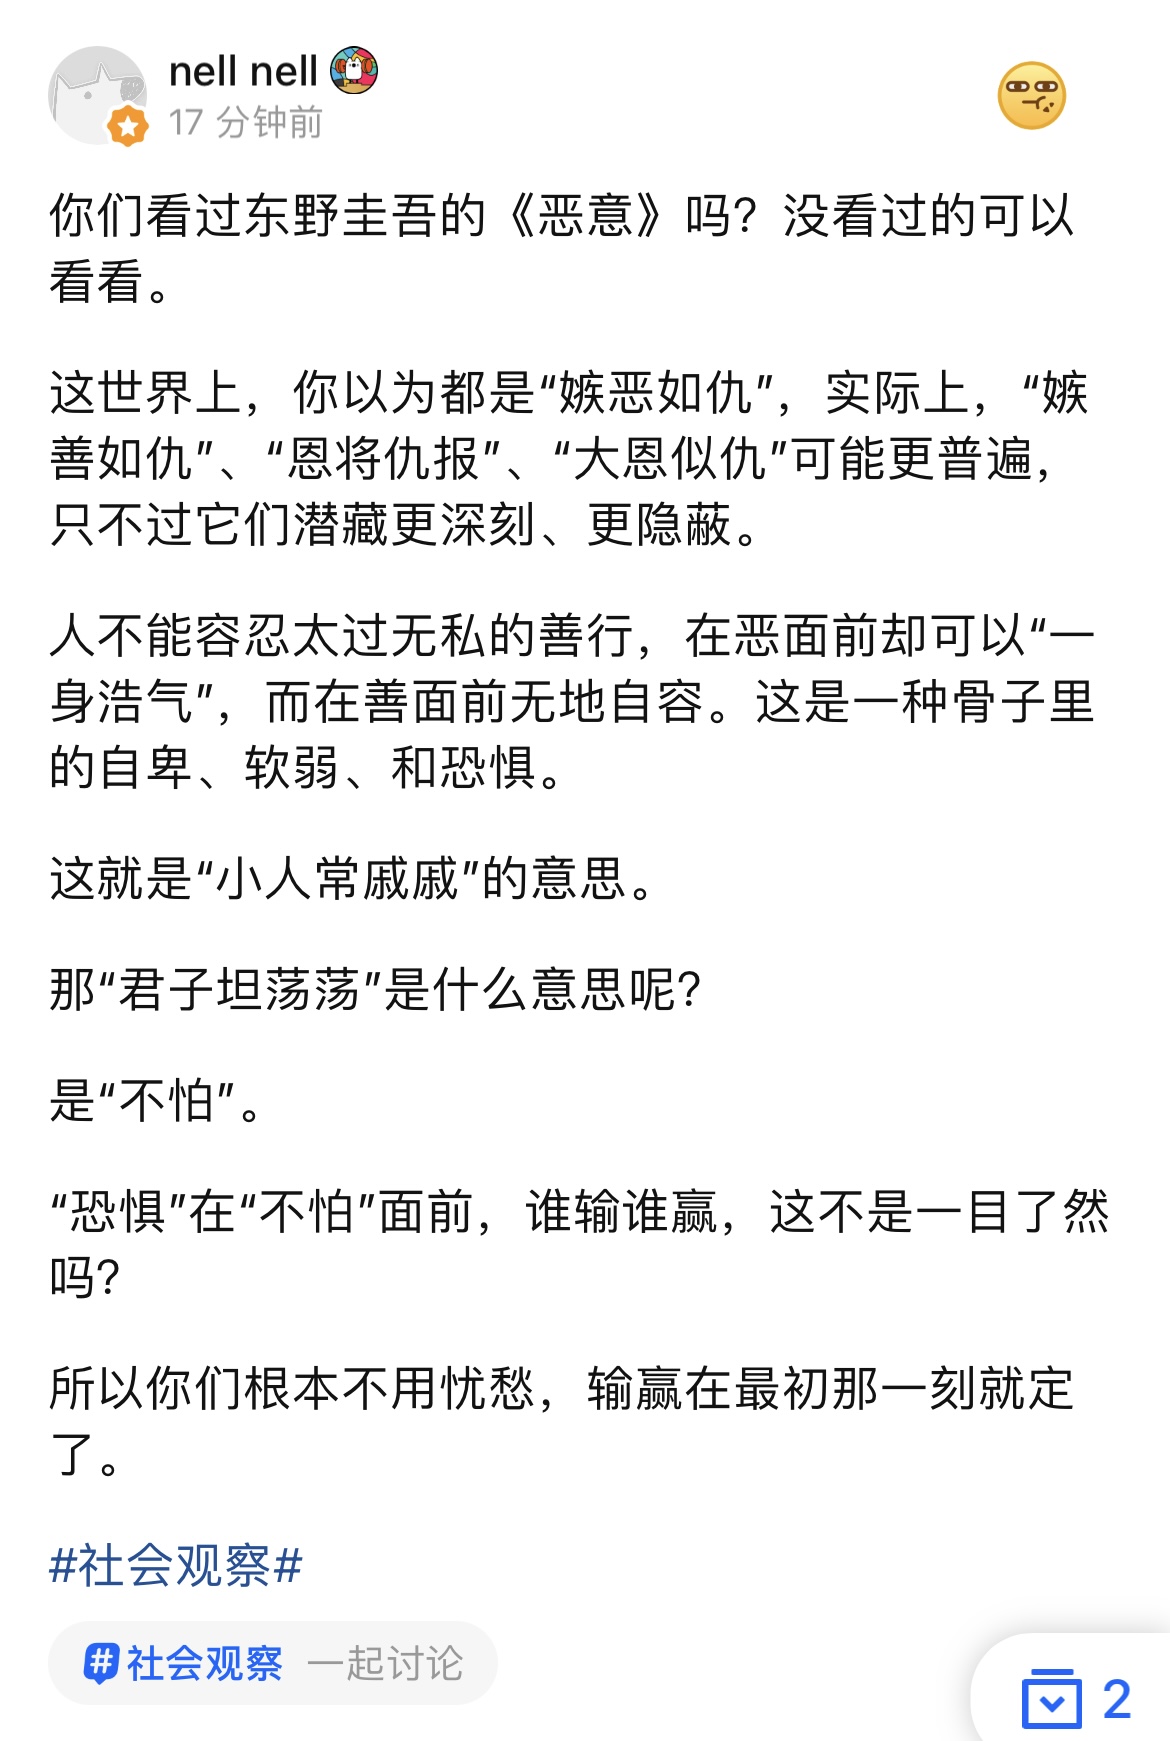 nell nell
17 分钟前
你们看过东野圭吾的《恶意》吗？没看过的可以
看看。
这世界上，你以为都是“嫉恶如仇”，实际上，“嫉
善如仇”、“恩将仇报”、“大恩似仇”可能更普遍，
只不过它们潜藏更深刻、更隐蔽。
人不能容忍太过无私的善行，在恶面前却可以“一
身浩气”，而在善面前无地自容。这是一种骨子里
的自卑、软弱、和恐惧。
这就是“小人常戚戚”的意思。
那“君子坦荡荡”是什么意思呢？
是“不怕”。
“恐惧”在“不怕”面前，谁输谁赢，这不是一目了然
吗？
所以你们根本不用忧愁，输赢在最初那一刻就定
了。
#社会观察#
# 社会观察 一起讨论
2